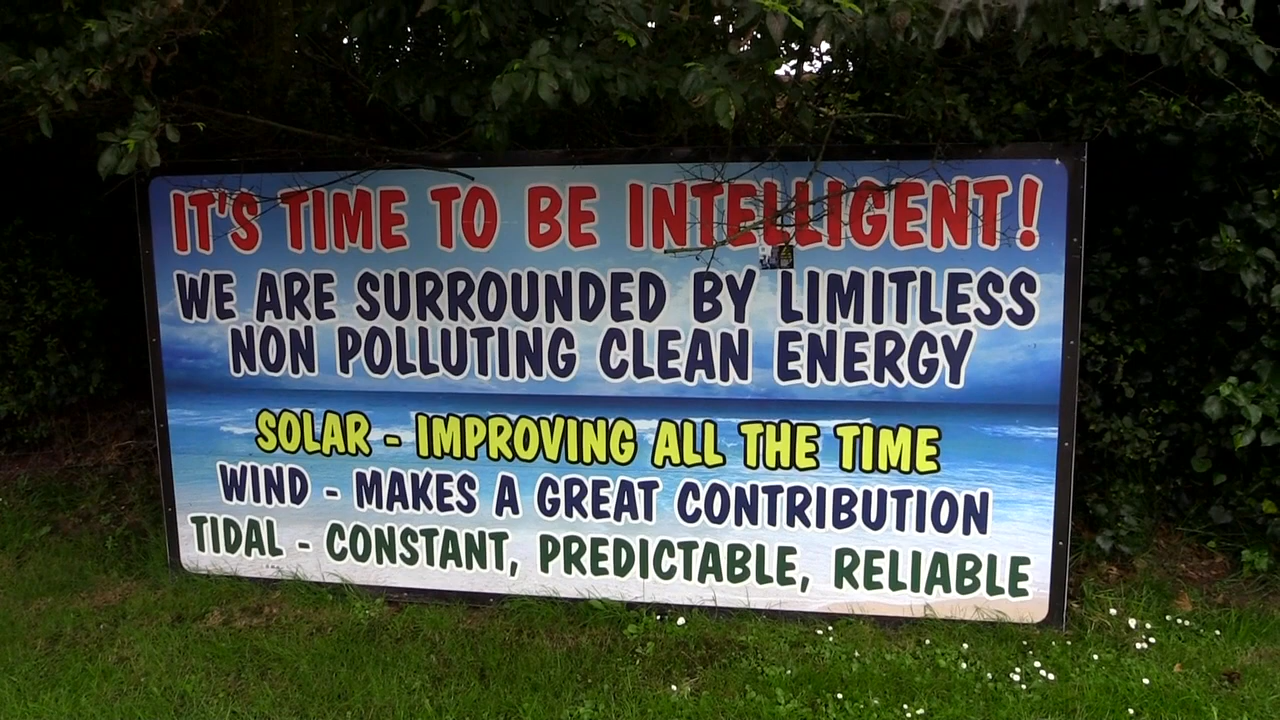 IT'S TIME TO BE INTELLIGENT!
WE ARE SURROUNDED BY LIMITLESS
NON POLLUTING CLEAN ENERGY
SOLAR - IMPROVING ALL THE TIME
WIND - MAKES A GREAT CONTRIBUTION
TIDAL - CONSTANT, PREDICTABLE, RELIABLE